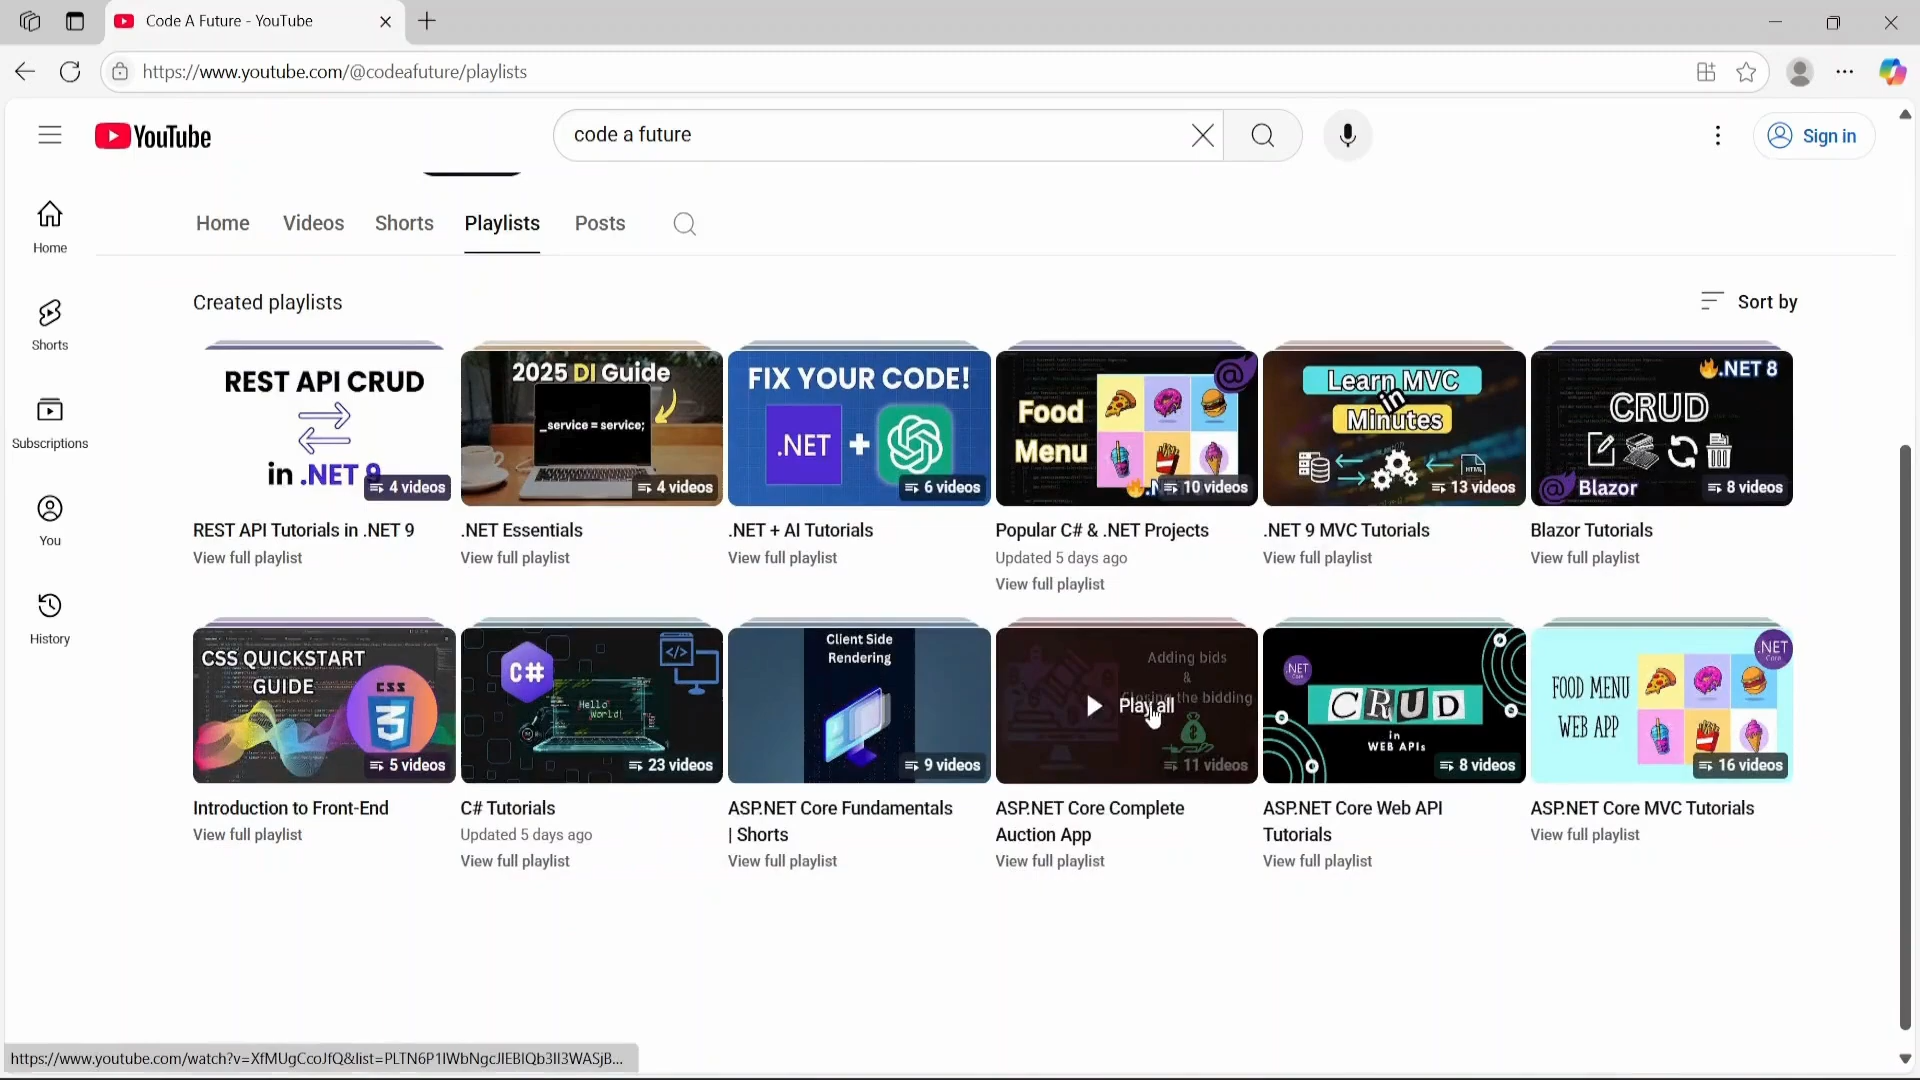 Code A Future - YouTube
https://www.youtube.com/@codeafuture/playlists
YouTube
code a future
Sign in
Home
Videos
Shorts
Playlists
Posts
Home
Shorts
Subscriptions
You
History
Created playlists
Sort by
REST API CRUD
in .NET 9
4 videos
2025 DI Guide
_service = service;
4 videos
FIX YOUR CODE!
.NET +
6 videos
Food
Menu
10 videos
Learn MVC
in
Minutes
HTML
13 videos
.NET 8
CRUD
Blazor
8 videos
REST API Tutorials in .NET 9
View full playlist
.NET Essentials
View full playlist
.NET + AI Tutorials
View full playlist
Popular C# & .NET Projects
Updated 5 days ago
View full playlist
.NET 9 MVC Tutorials
View full playlist
Blazor Tutorials
View full playlist
CSS QUICKSTART
GUIDE
CSS
3
5 videos
C#
</>
Hello
World!
23 videos
Client Side
Rendering
9 videos
Adding bids
&
Closing the bidding
Play all
11 videos
.NET
CRUD
in
WEB APIs
8 videos
.NET
Core
FOOD MENU
WEB APP
16 videos
Introduction to Front-End
View full playlist
C# Tutorials
Updated 5 days ago
View full playlist
ASP.NET Core Fundamentals
| Shorts
View full playlist
ASP.NET Core Complete
Auction App
View full playlist
ASP.NET Core Web API
Tutorials
View full playlist
ASP.NET Core MVC Tutorials
View full playlist
https://www.youtube.com/watch?v=XfMUgCcoJfQ&list=PLTN6P1IWbNgcJIEBIQb3II3WASjB...